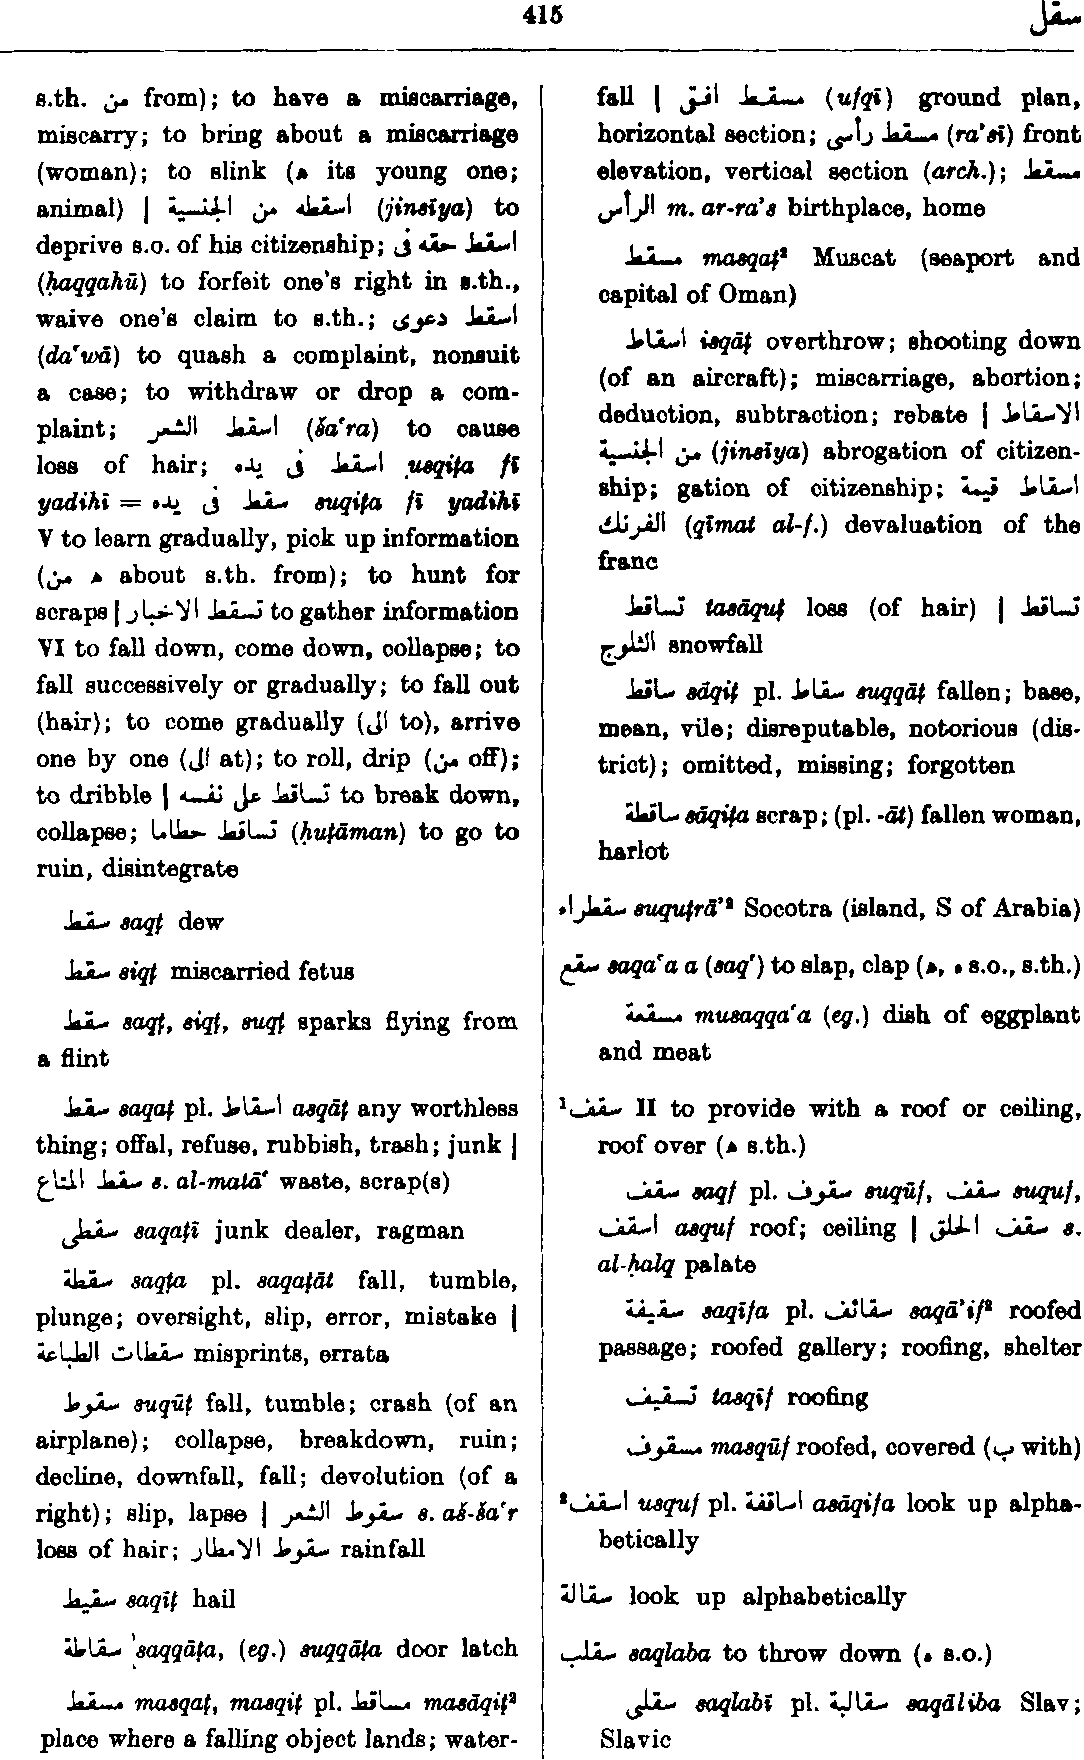 415
سقل
s.th. من from); to have a miscarriage,
miscarry; to bring about a miscarriage
(woman); to slink (ه its young one;
animal) | اسقطه من الجنسية (jinsīya) to
deprive s.o. of his citizenship; اسقط حقه فى
(ḥaqqahū) to forfeit one's right in s.th.,
waive one's claim to s.th.; اسقط دعوى
(da‘wā) to quash a complaint, nonsuit
a case; to withdraw or drop a com-
plaint; اسقط الشعر (ša‘ra) to cause
loss of hair; اسقط فى يده usqiṭa fī
yadihī = سقط فى يده suqiṭa fī yadihī
V to learn gradually, pick up information
(ه من about s.th. from); to hunt for
scraps | تسقط الاخبار to gather information
VI to fall down, come down, collapse; to
fall successively or gradually; to fall out
(hair); to come gradually (الى to), arrive
one by one (الى at); to roll, drip (من off);
to dribble | تساقط على نفسه to break down,
collapse; تساقط حطاما (ḥuṭāman) to go to
ruin, disintegrate
سقط saqṭ dew
سقط siqṭ miscarried fetus
سقط saqṭ, siqṭ, suqṭ sparks flying from
a flint
سقط saqaṭ pl. اسقاط asqāṭ any worthless
thing; offal, refuse, rubbish, trash; junk |
سقط المتاع s. al-matā‘ waste, scrap(s)
سقطى saqaṭī junk dealer, ragman
سقطة saqṭa pl. saqaṭāt fall, tumble,
plunge; oversight, slip, error, mistake |
سقطات الطباعة misprints, errata
سقوط suqūṭ fall, tumble; crash (of an
airplane); collapse, breakdown, ruin;
decline, downfall, fall; devolution (of a
right); slip, lapse | سقوط الشعر s. aš-ša‘r
loss of hair; سقوط الامطار rainfall
سقيط saqīṭ hail
سقاطة saqqāṭa, (eg.) suqqāṭa door latch
مسقط masqaṭ, masqiṭ pl. مساقط masāqiṭ²
place where a falling object lands; water-
fall | مسقط افقى (ufqī) ground plan,
horizontal section; مسقط رأسى (ra’sī) front
elevation, vertical section (arch.); مسقط
الرأس m. ar-ra’s birthplace, home
مسقط masqaṭ² Muscat (seaport and
capital of Oman)
اسقاط isqāṭ overthrow; shooting down
(of an aircraft); miscarriage, abortion;
deduction, subtraction; rebate | الاسقاط
من الجنسية (jinsīya) abrogation of citizen-
ship; gation of citizenship; اسقاط قيمة
الفرنك (qīmat al-f.) devaluation of the
franc
تساقط tasāquṭ loss (of hair) | تساقط
الثلوج snowfall
ساقط sāqiṭ pl. سقاط suqqāṭ fallen; base,
mean, vile; disreputable, notorious (dis-
trict); omitted, missing; forgotten
ساقطة sāqiṭa scrap; (pl. -āt) fallen woman,
harlot
سقطراء suquṭrā’² Socotra (island, S of Arabia)
سقع saqa‘a a (saq‘) to slap, clap (ه, ه s.o., s.th.)
مسقعة musaqqa‘a (eg.) dish of eggplant
and meat
¹سقف II to provide with a roof or ceiling,
roof over (ه s.th.)
سقف saqf pl. سقوف suqūf, سقف suquf,
اسقف asquf roof; ceiling | سقف الحلق s.
al-ḥalq palate
سقيفة saqīfa pl. سقائف saqā’if² roofed
passage; roofed gallery; roofing, shelter
تسقيف tasqīf roofing
مسقوف masqūf roofed, covered (ب with)
²اسقف usquf pl. اساقفة asāqifa look up alpha-
betically
سقالة look up alphabetically
سقلب saqlaba to throw down (ه s.o.)
سقلبى saqlabī pl. سقالبة saqāliba Slav;
Slavic